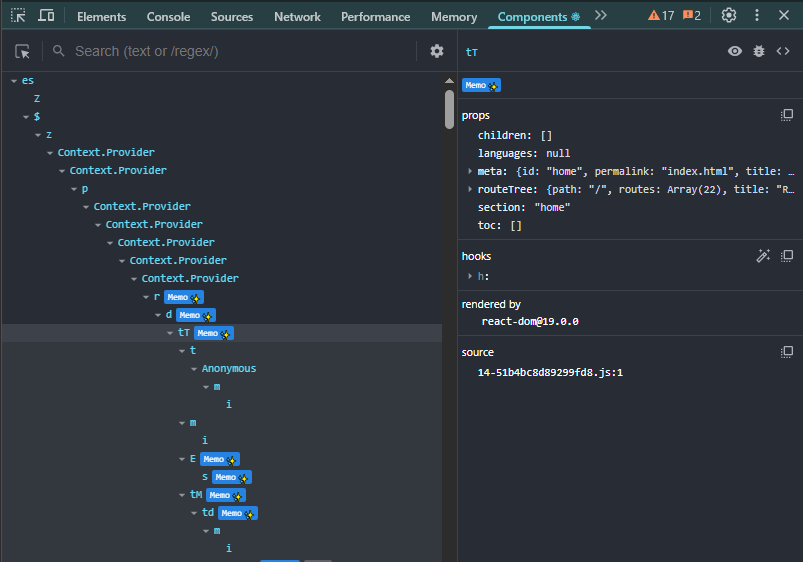 Elements Console Sources Network Performance Memory Components 17 2
Search (text or /regex/)
tT
Memo
es
Z
$
z
Context.Provider
Context.Provider
p
Context.Provider
Context.Provider
Context.Provider
Context.Provider
Context.Provider
r Memo
d Memo
tT Memo
t
Anonymous
m
i
m
i
E Memo
s Memo
tM Memo
td Memo
m
i
props
children: []
languages: null
meta: {id: "home", permalink: "index.html", title: …
routeTree: {path: "/", routes: Array(22), title: "R…
section: "home"
toc: []
hooks
h:
rendered by
react-dom@19.0.0
source
14-51b4bc8d89299fd8.js:1